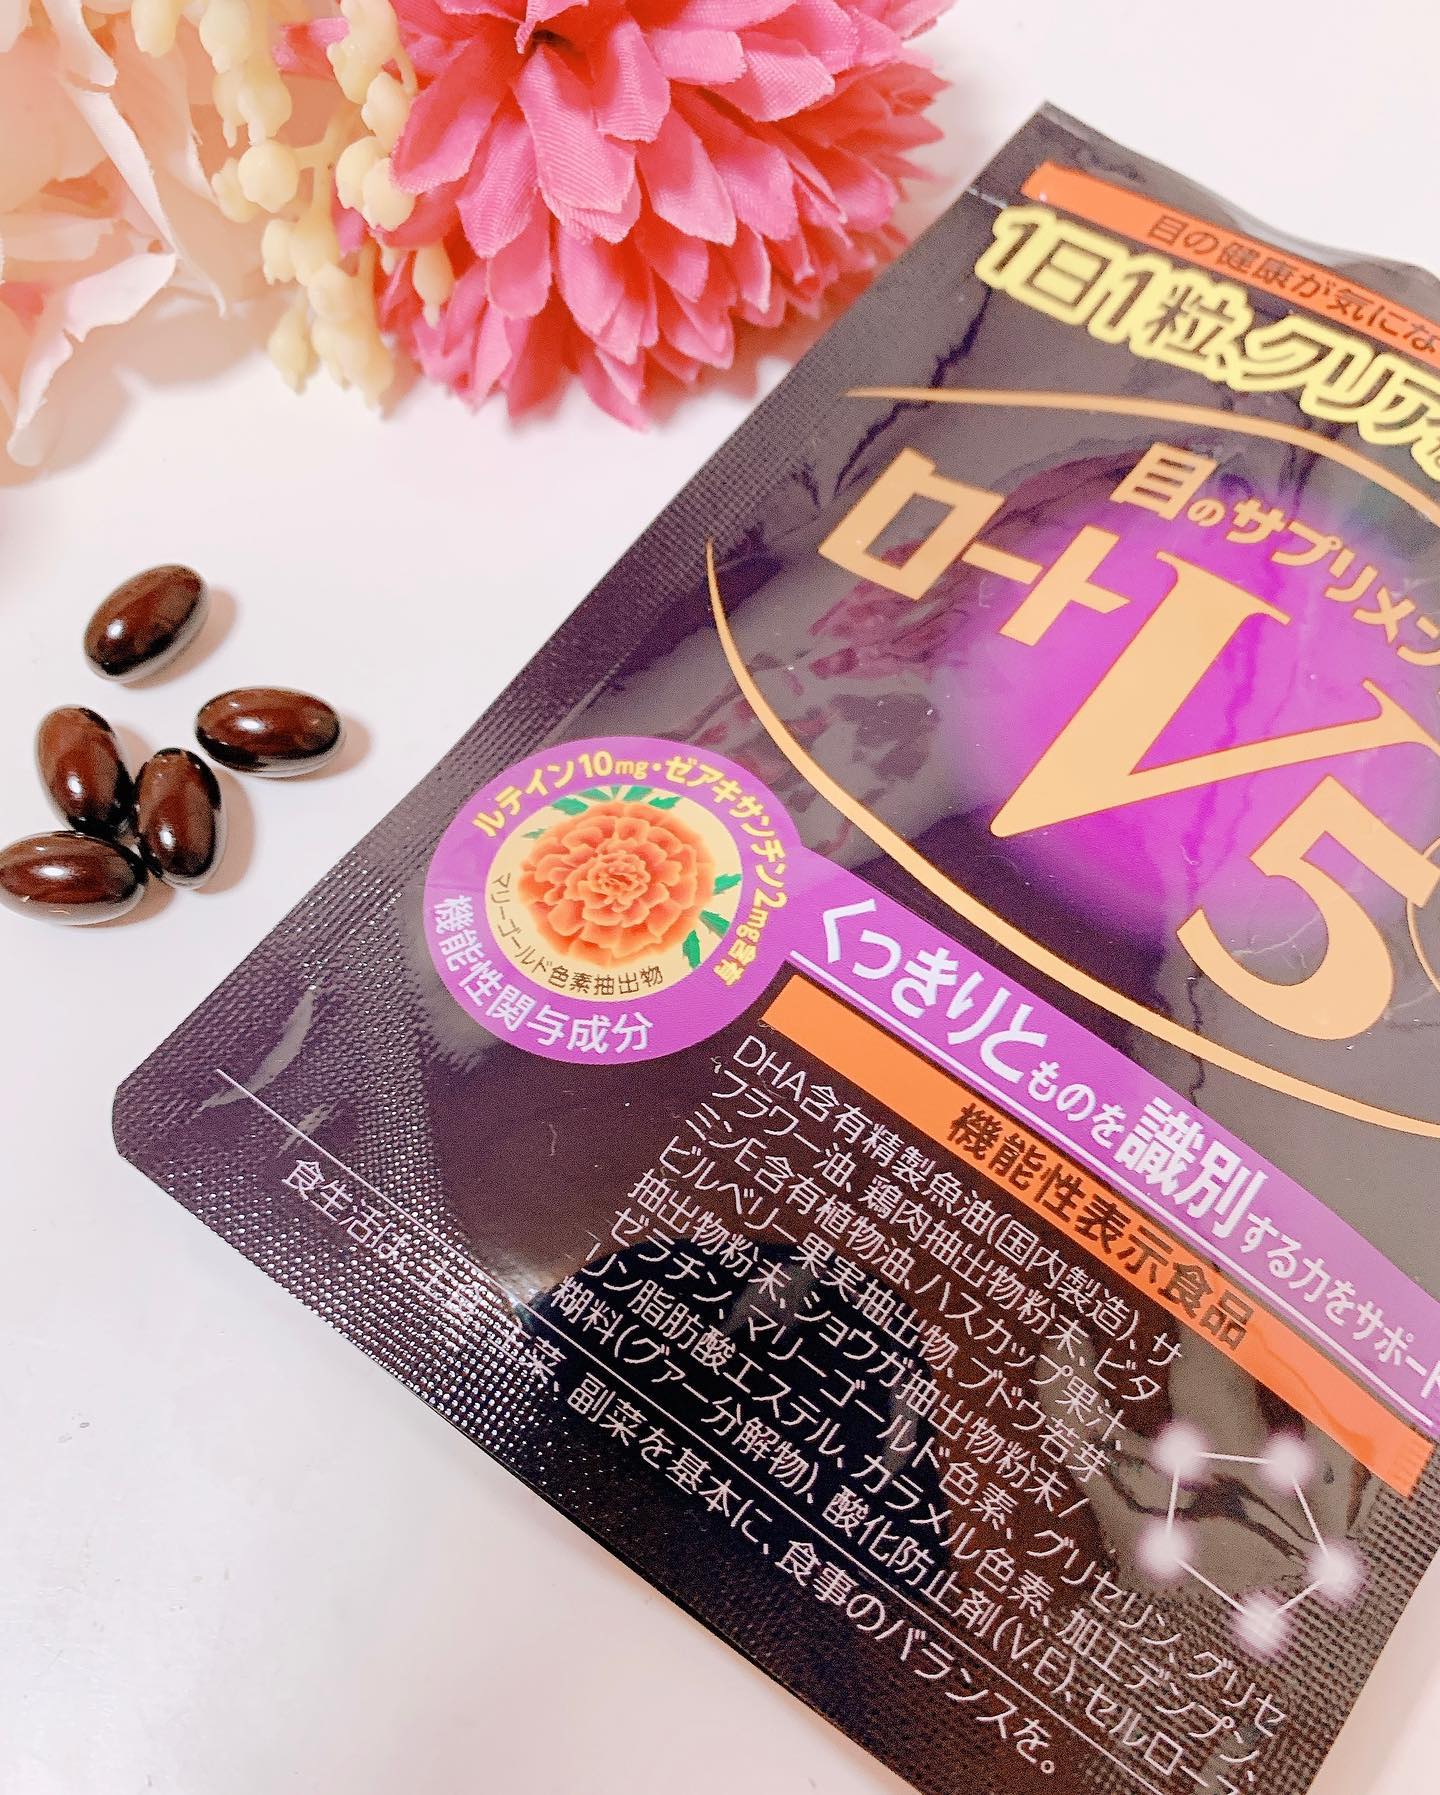 目の健康が気にな
1日1粒、クリア
目のサプリメン
ロートV5
ルテイン10mg・ゼアキサンチン2mg含有
マリーゴールド色素抽出物
機能性関与成分
くっきりとものを識別する力をサポート
機能性表示食品
DHA含有精製魚油(国内製造)、サ
フラワー油、鶏肉抽出物粉末、ビタ
ミンE含有植物油、ハスカップ果汁、
ビルベリー果実抽出物、ブドウ若芽
抽出物粉末、ショウガ抽出物粉末/
ゼラチン、マリーゴールド色素、グリセリン、グリセ
リン脂肪酸エステル、カラメル色素、加工デンプン、
糊料(グァー分解物)、酸化防止剤(V.E)、セルロース
食生活は、主食、主菜、副菜を基本に、食事のバランスを。